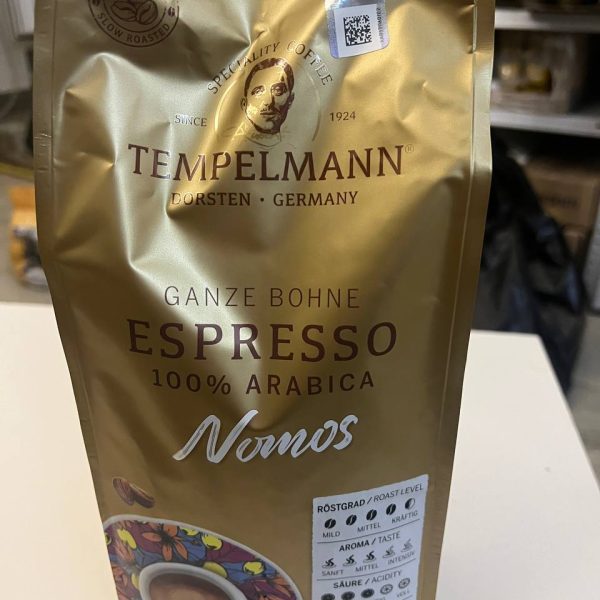 SLOW ROASTED
SPECIALITY COFFEE
SINCE 1924
TEMPELMANN®
DORSTEN · GERMANY
GANZE BOHNE
ESPRESSO
100% ARABICA
Nomos
RÖSTGRAD / ROAST LEVEL
MILD MITTEL KRÄFTIG
AROMA / TASTE
SANFT MITTEL INTENSIV
SÄURE / ACIDITY
VOLL